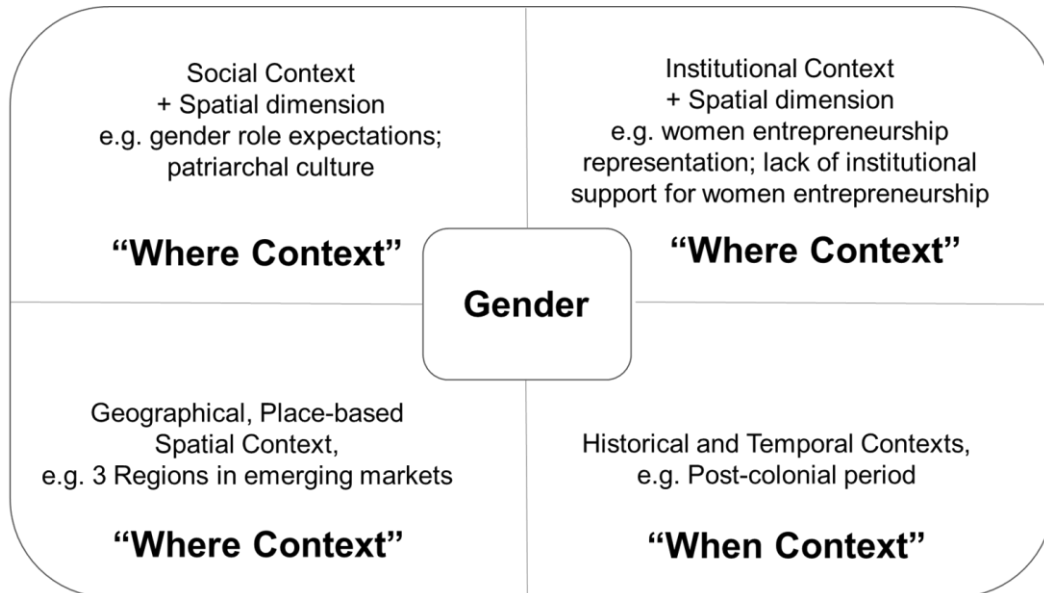 Social Context
+ Spatial dimension
e.g. gender role expectations;
patriarchal culture
“Where Context”
Institutional Context
+ Spatial dimension
e.g. women entrepreneurship
representation; lack of institutional
support for women entrepreneurship
“Where Context”
Gender
Geographical, Place-based
Spatial Context,
e.g. 3 Regions in emerging markets
“Where Context”
Historical and Temporal Contexts,
e.g. Post-colonial period
“When Context”